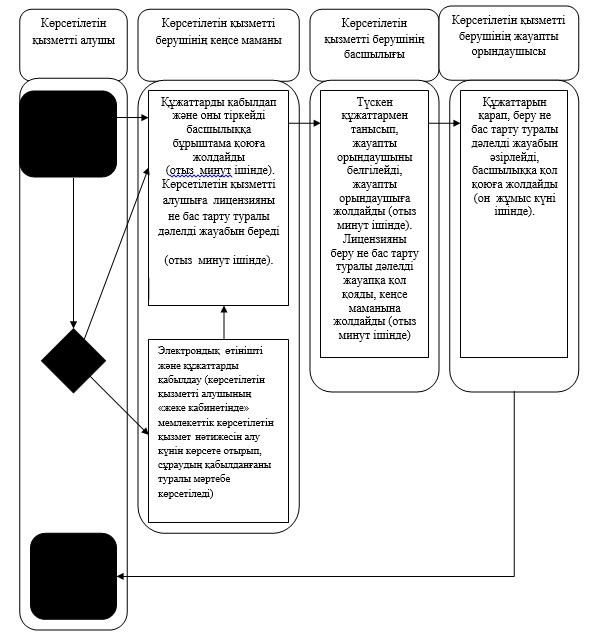 Көрсетілетін
қызметті алушы
Көрсетілетін қызметті
берушінің кеңсе маманы
Көрсетілетін
қызметті берушінің
басшылығы
Көрсетілетін қызметті
берушінің жауапты
орындаушысы
Құжаттарды қабылдап
және оны тіркейді
басшылыққа
бұрыштама қоюға
жолдайды
(отыз минут ішінде).
Көрсетілетін қызметті
алушыға лицензияны
не бас тарту туралы
дәлелді жауабын береді
(отыз минут ішінде).
Түскен
құжаттармен
танысып,
жауапты
орындаушыны
белгілейді,
жауапты
орындаушыға
жолдайды (отыз
минут ішінде).
Лицензияны
беру не бас тарту
туралы дәлелді
жауапқа қол
қояды, кеңсе
маманына
жолдайды (отыз
минут ішінде)
Құжаттарын
қарап, беру не
бас тарту туралы
дәлелді жауабын
әзірлейді,
басшылыққа қол
қоюға жолдайды
(он жұмыс күні
ішінде).
Электрондық өтінішті
және құжаттарды
қабылдау (көрсетілетін
қызметті алушының
«жеке кабинетінде»
мемлекеттік көрсетілетін
қызмет нәтижесін алу
күнін көрсете отырып,
сұраудың қабылданғаны
туралы мәртебе
көрсетіледі)